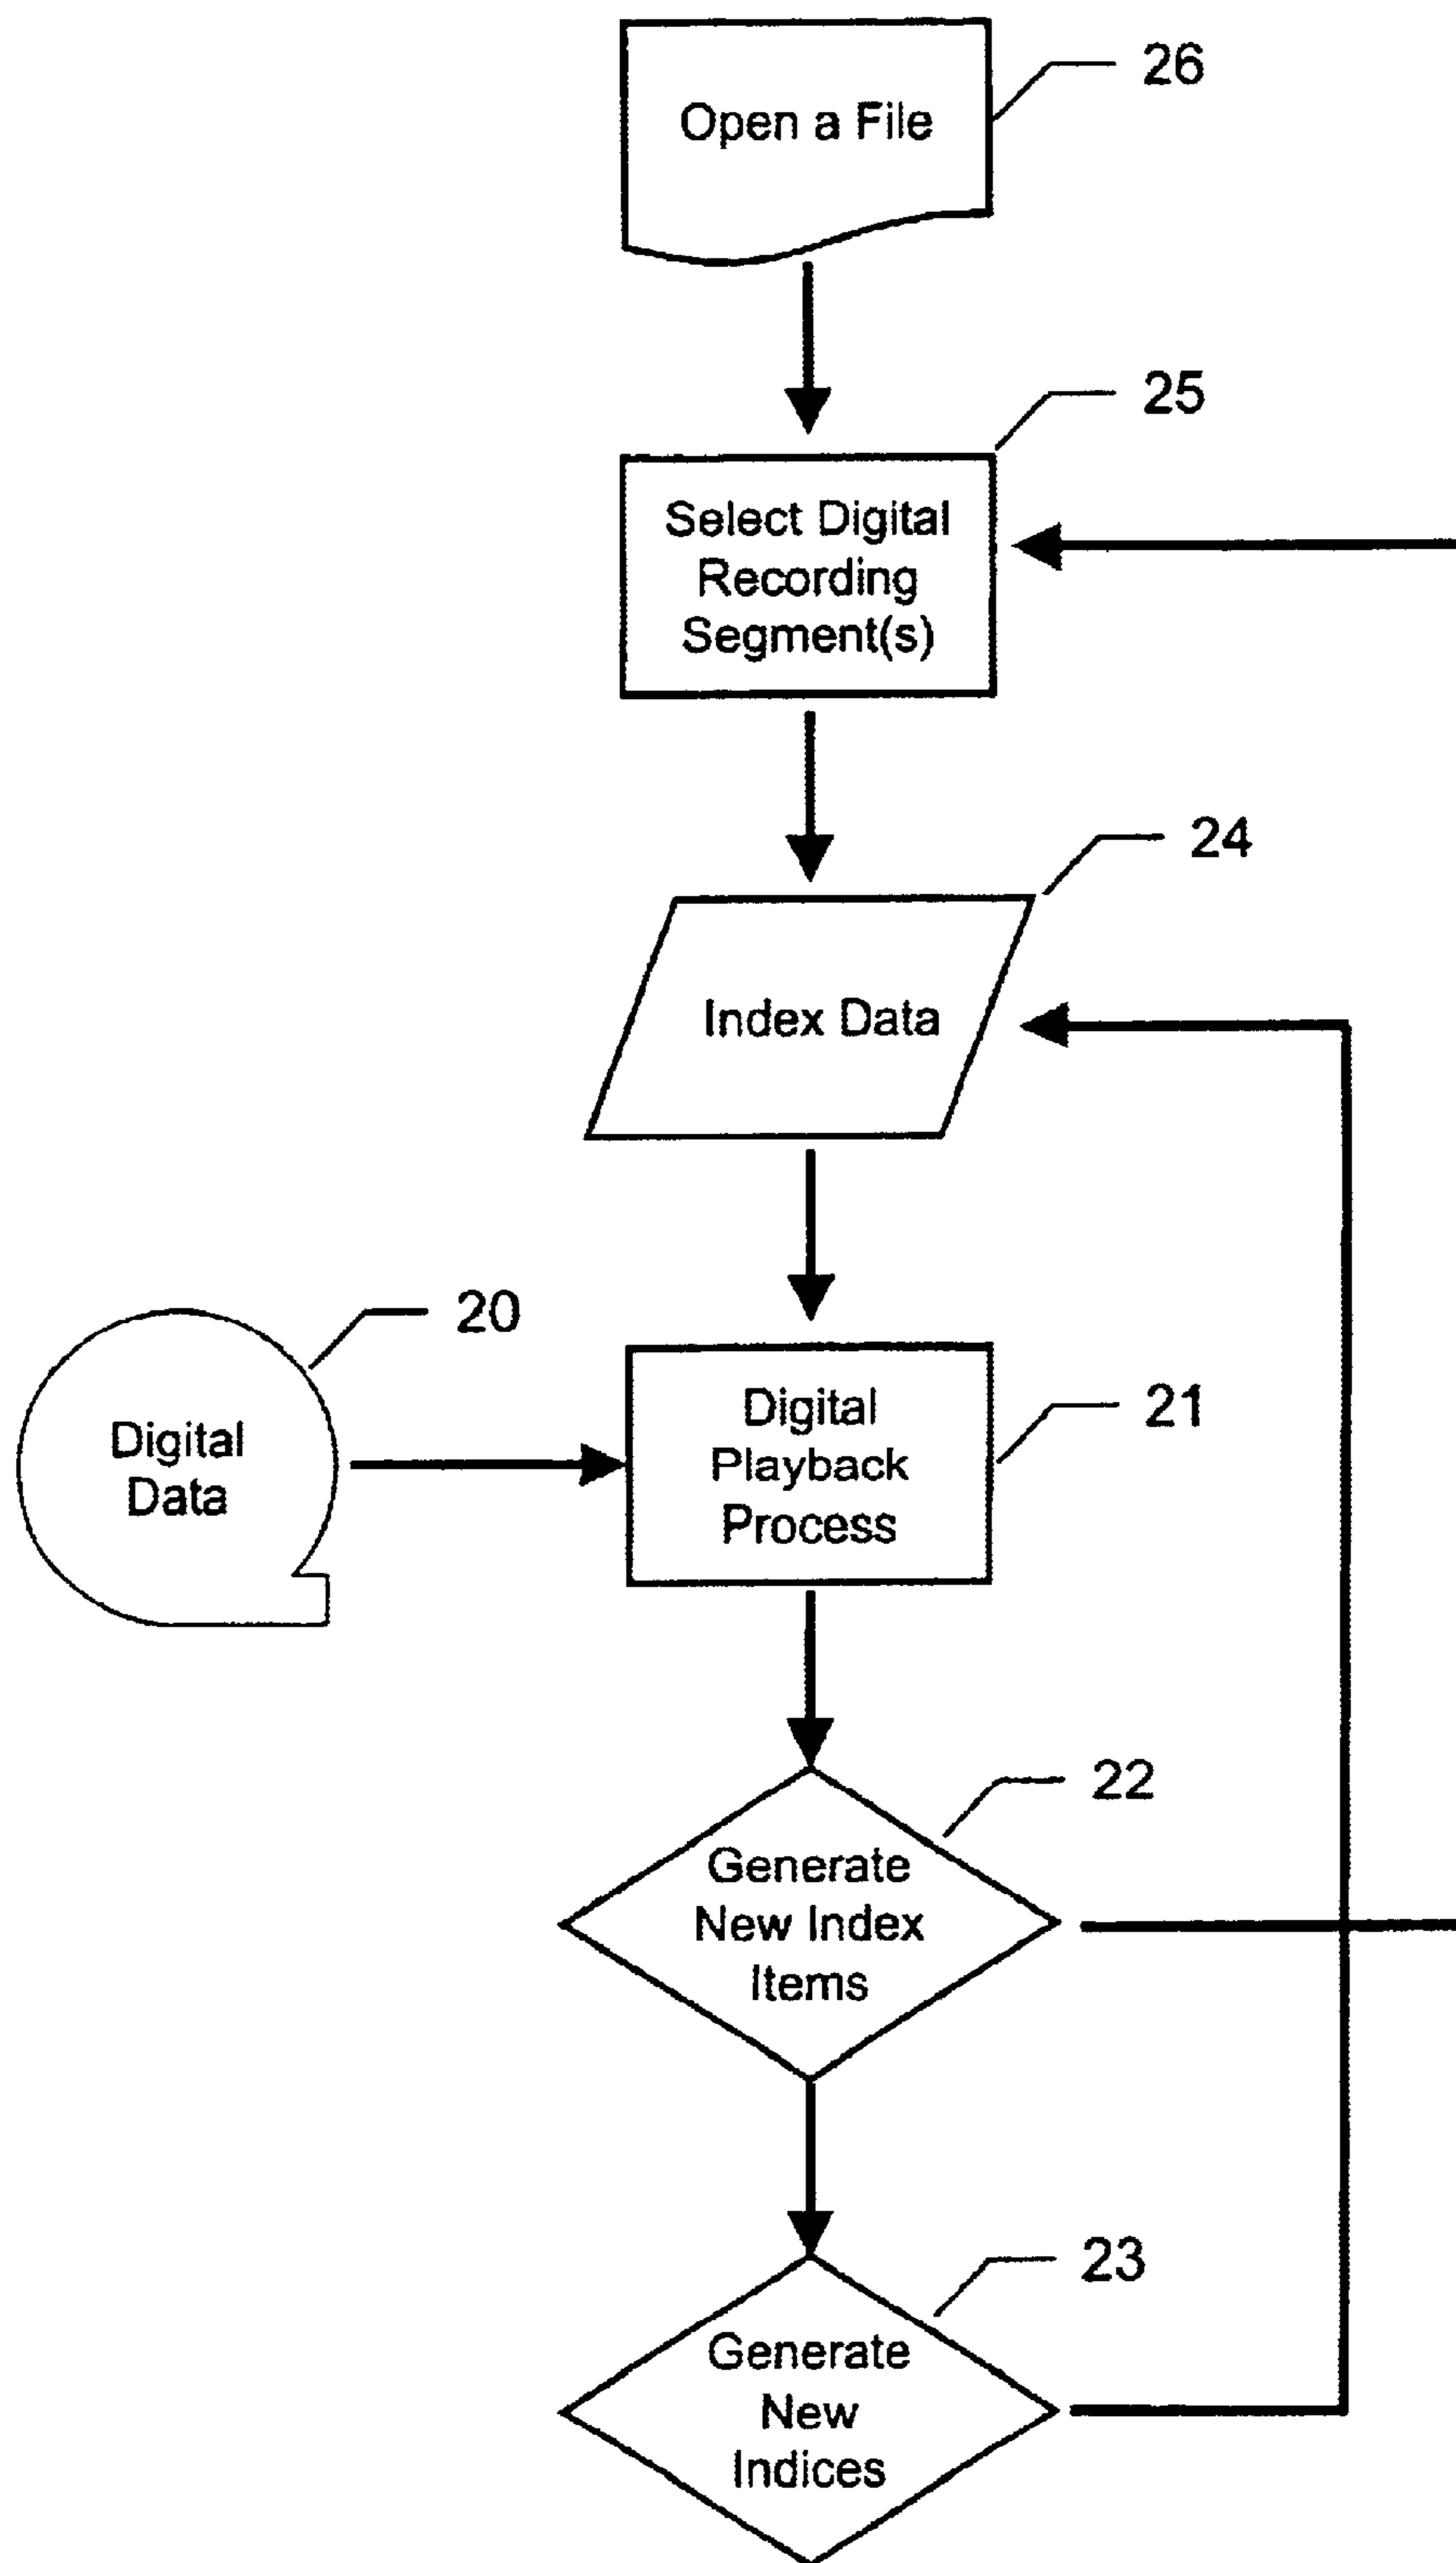 Open a File
26
Select Digital
Recording
Segment(s)
25
Index Data
24
Digital
Data
20
Digital
Playback
Process
21
Generate
New Index
Items
22
Generate
New
Indices
23